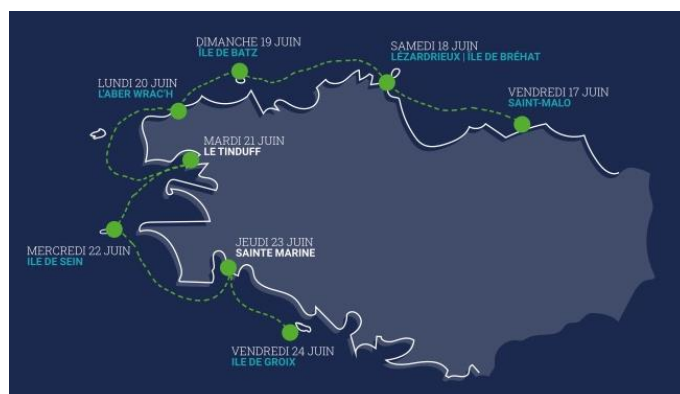 DIMANCHE 19 JUIN
ÎLE DE BATZ
SAMEDI 18 JUIN
LÉZARDRIEUX | ÎLE DE BRÉHAT
LUNDI 20 JUIN
L'ABER WRAC'H
VENDREDI 17 JUIN
SAINT-MALO
MARDI 21 JUIN
LE TINDUFF
MERCREDI 22 JUIN
ILE DE SEIN
JEUDI 23 JUIN
SAINTE MARINE
VENDREDI 24 JUIN
ILE DE GROIX